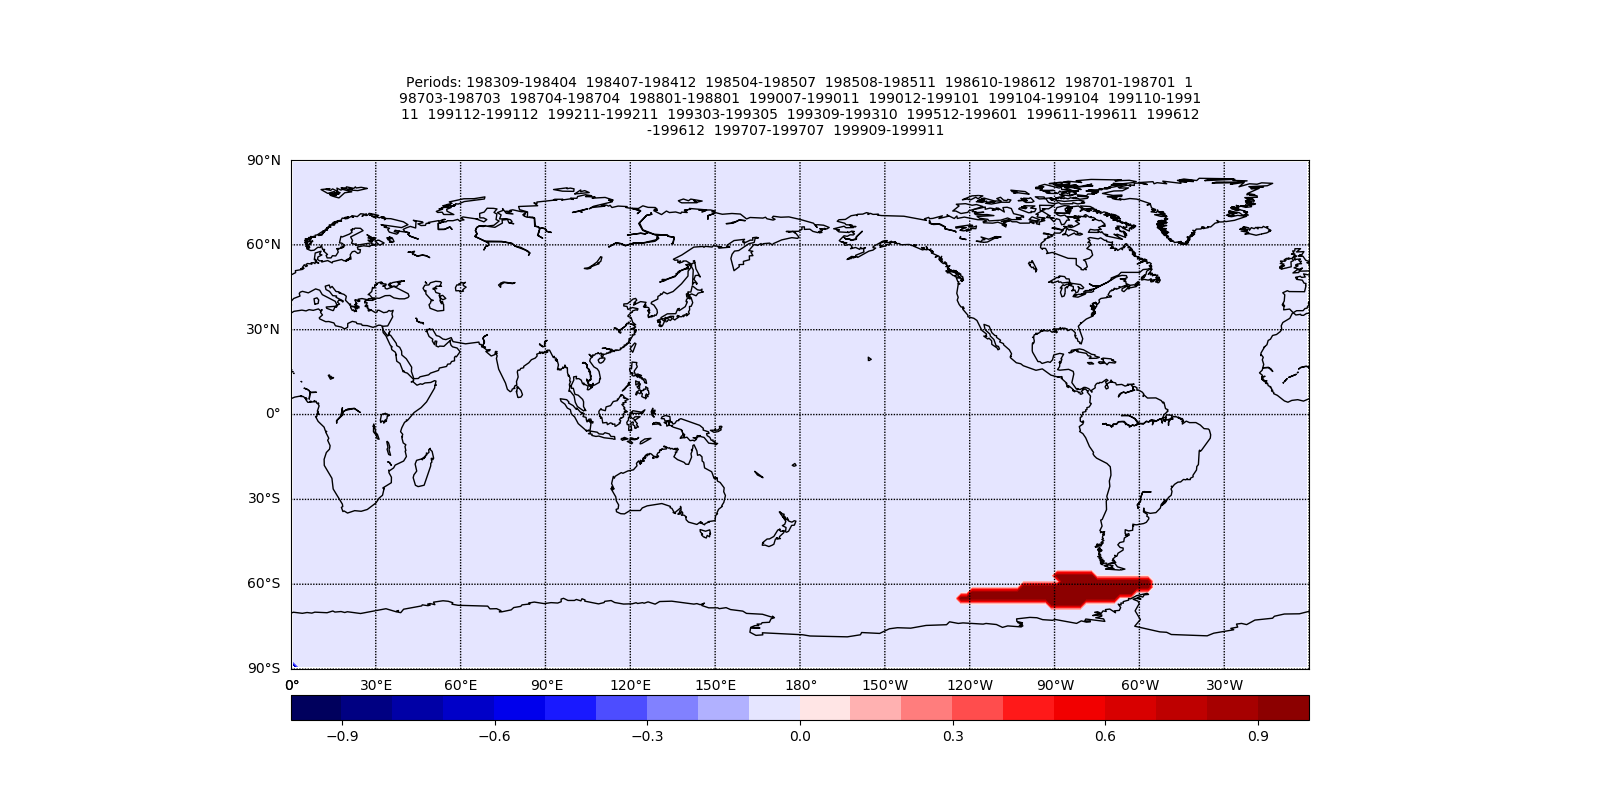 Periods: 198309-198404  198407-198412  198504-198507  198508-198511  198610-198612  198701-198701  1
98703-198703  198704-198704  198801-198801  199007-199011  199012-199101  199104-199104  199110-1991
11  199112-199112  199211-199211  199303-199305  199309-199310  199512-199601  199611-199611  199612
-199612  199707-199707  199909-199911
90°N
60°N
30°N
0°
30°S
60°S
90°S
0° 30°E 60°E 90°E 120°E 150°E 180° 150°W 120°W 90°W 60°W 30°W
−0.9 −0.6 −0.3 0.0 0.3 0.6 0.9